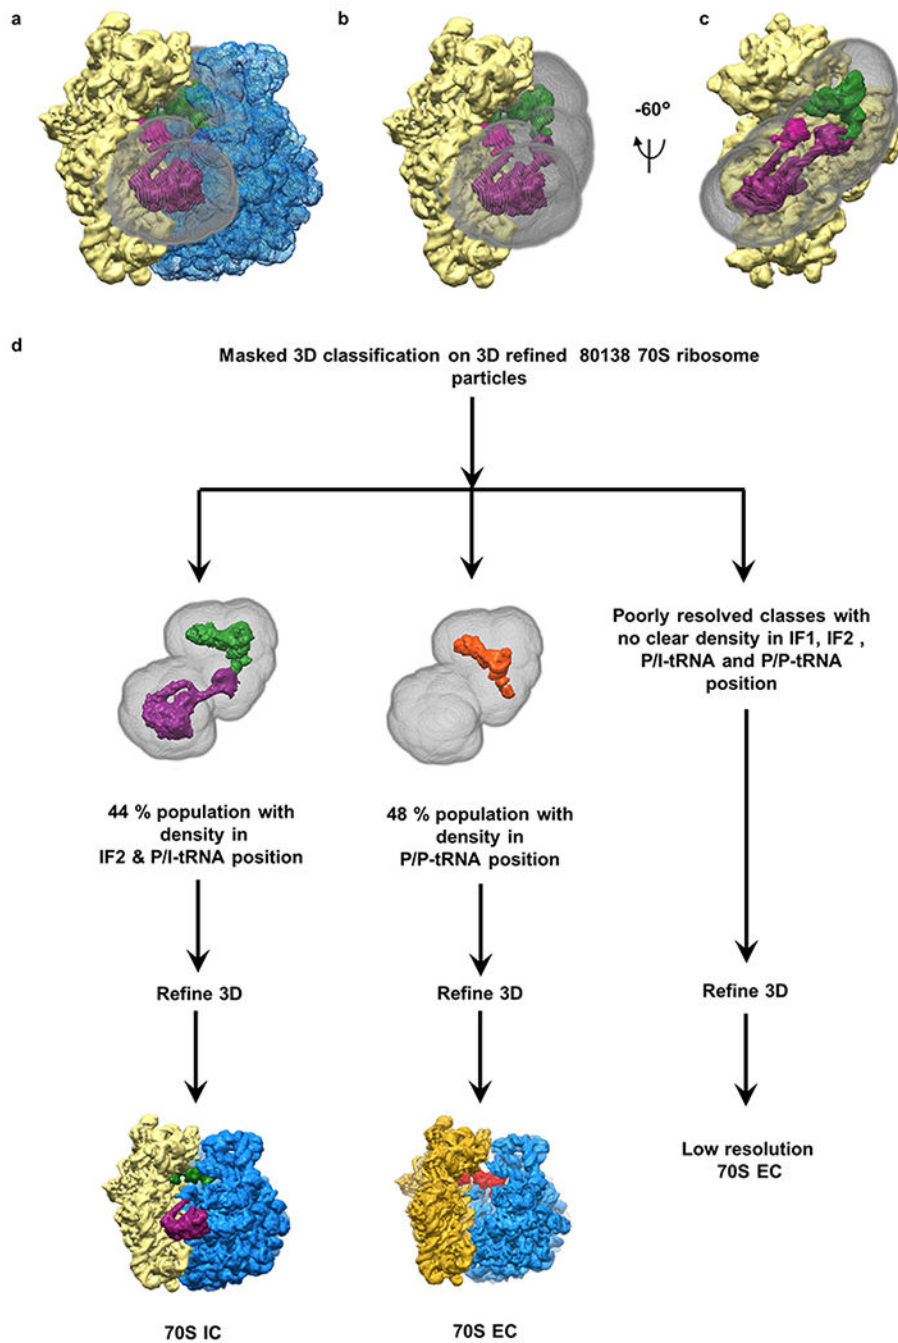 a
b
c
-60°
d
Masked 3D classification on 3D refined 80138 70S ribosome
particles
Poorly resolved classes with
no clear density in IF1, IF2 ,
P/I-tRNA and P/P-tRNA
position
44 % population with
density in
IF2 & P/I-tRNA position
48 % population with
density in
P/P-tRNA position
Refine 3D
Refine 3D
Refine 3D
Low resolution
70S EC
70S IC
70S EC